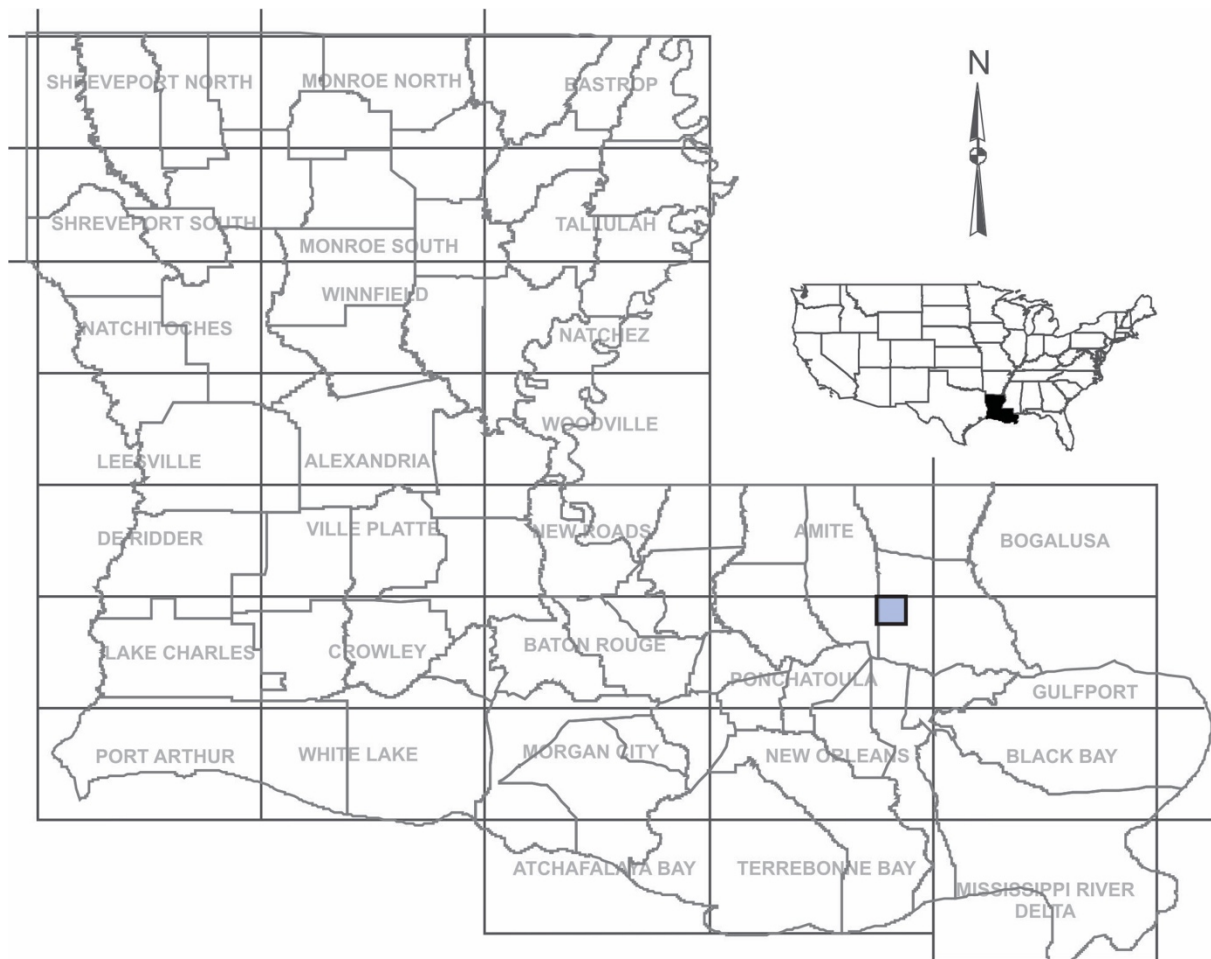 N
SHREVEPORT NORTH
MONROE NORTH
BASTROP
SHREVEPORT SOUTH
MONROE SOUTH
TALLULAH
NATCHITOCHES
WINNFIELD
NATCHEZ
LEESVILLE
ALEXANDRIA
WOODVILLE
DE RIDDER
VILLE PLATTE
NEW ROADS
AMITE
BOGALUSA
LAKE CHARLES
CROWLEY
BATON ROUGE
PONCHATOULA
GULFPORT
PORT ARTHUR
WHITE LAKE
MORGAN CITY
NEW ORLEANS
BLACK BAY
ATCHAFALAYA BAY
TERREBONNE BAY
MISSISSIPPI RIVER
DELTA